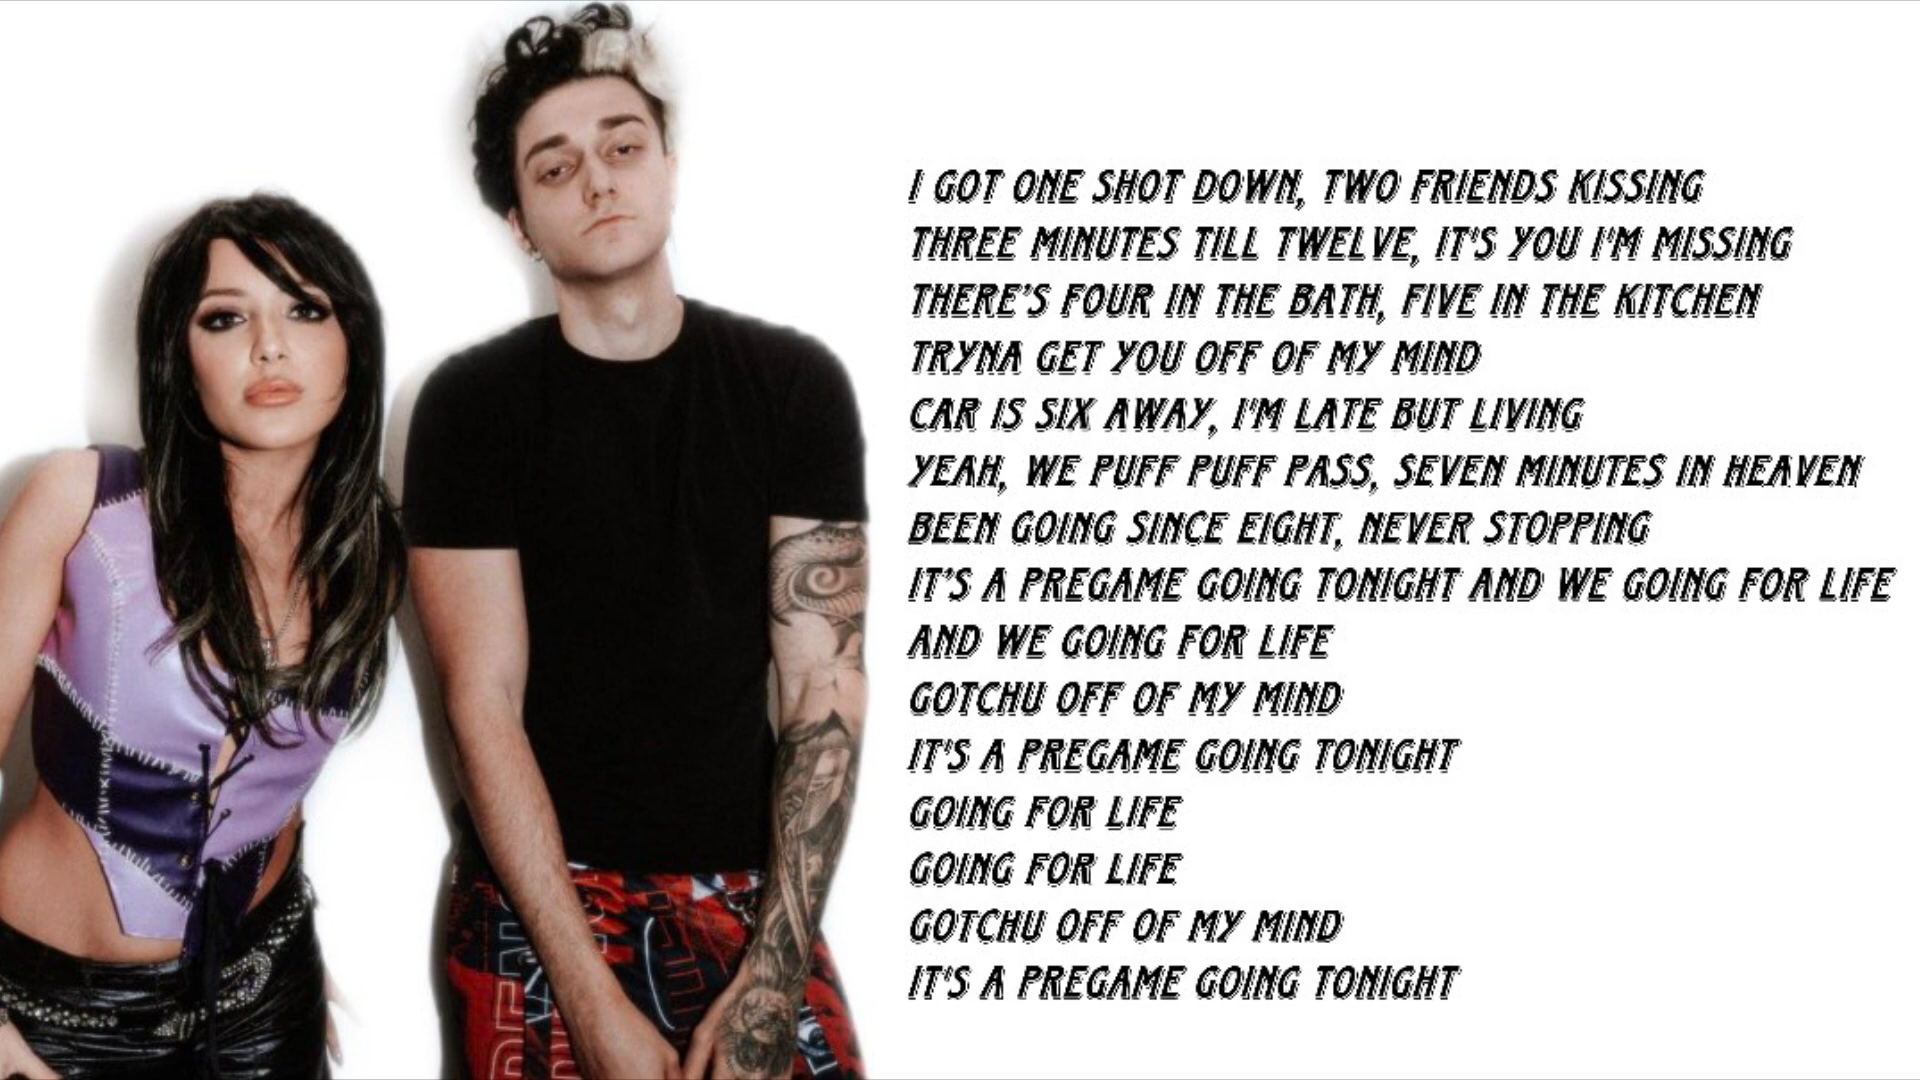 I GOT ONE SHOT DOWN, TWO FRIENDS KISSING
THREE MINUTES TILL TWELVE, IT'S YOU I'M MISSING
THERE'S FOUR IN THE BATH, FIVE IN THE KITCHEN
TRYNA GET YOU OFF OF MY MIND
CAR IS SIX AWAY, I'M LATE BUT LIVING
YEAH, WE PUFF PUFF PASS, SEVEN MINUTES IN HEAVEN
BEEN GOING SINCE EIGHT, NEVER STOPPING
IT'S A PREGAME GOING TONIGHT AND WE GOING FOR LIFE
AND WE GOING FOR LIFE
GOTCHU OFF OF MY MIND
IT'S A PREGAME GOING TONIGHT
GOING FOR LIFE
GOING FOR LIFE
GOTCHU OFF OF MY MIND
IT'S A PREGAME GOING TONIGHT